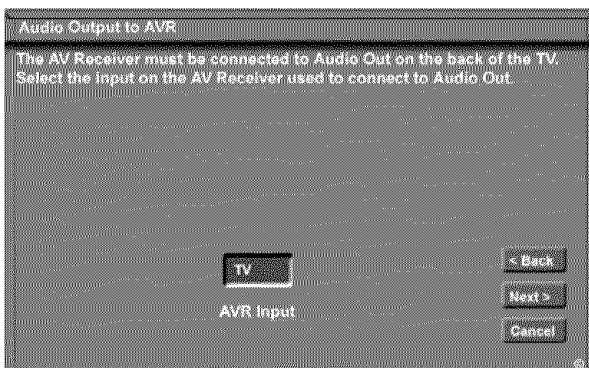 Audio Output to AVR
The AV Receiver must be connected to Audio Out on the back of the TV.
Select the input on the AV Receiver used to connect to Audio Out.
TV
AVR Input
< Back
Next >
Cancel
©